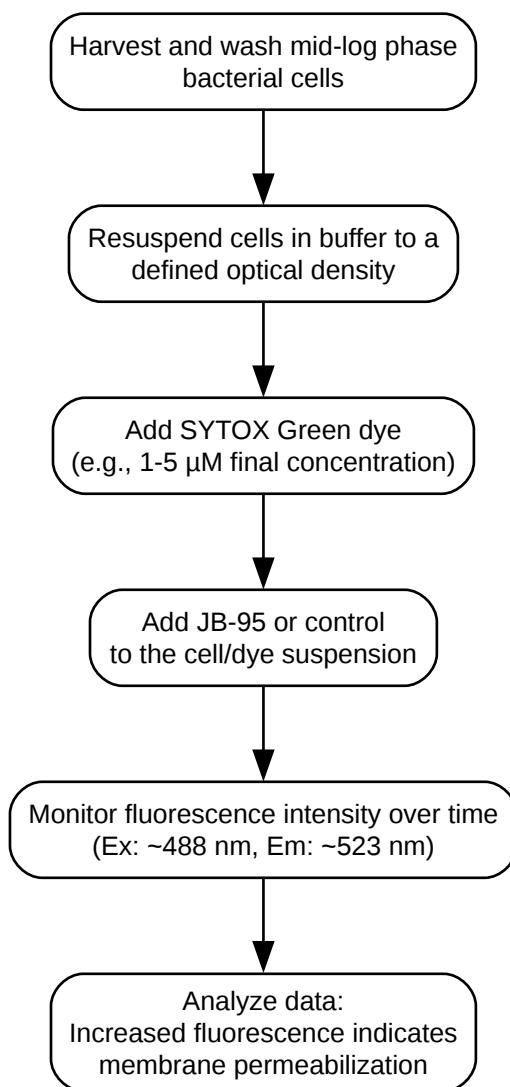 Harvest and wash mid-log phase
bacterial cells
Resuspend cells in buffer to a
defined optical density
Add SYTOX Green dye
(e.g., 1-5 µM final concentration)
Add JB-95 or control
to the cell/dye suspension
Monitor fluorescence intensity over time
(Ex: ~488 nm, Em: ~523 nm)
Analyze data:
Increased fluorescence indicates
membrane permeabilization